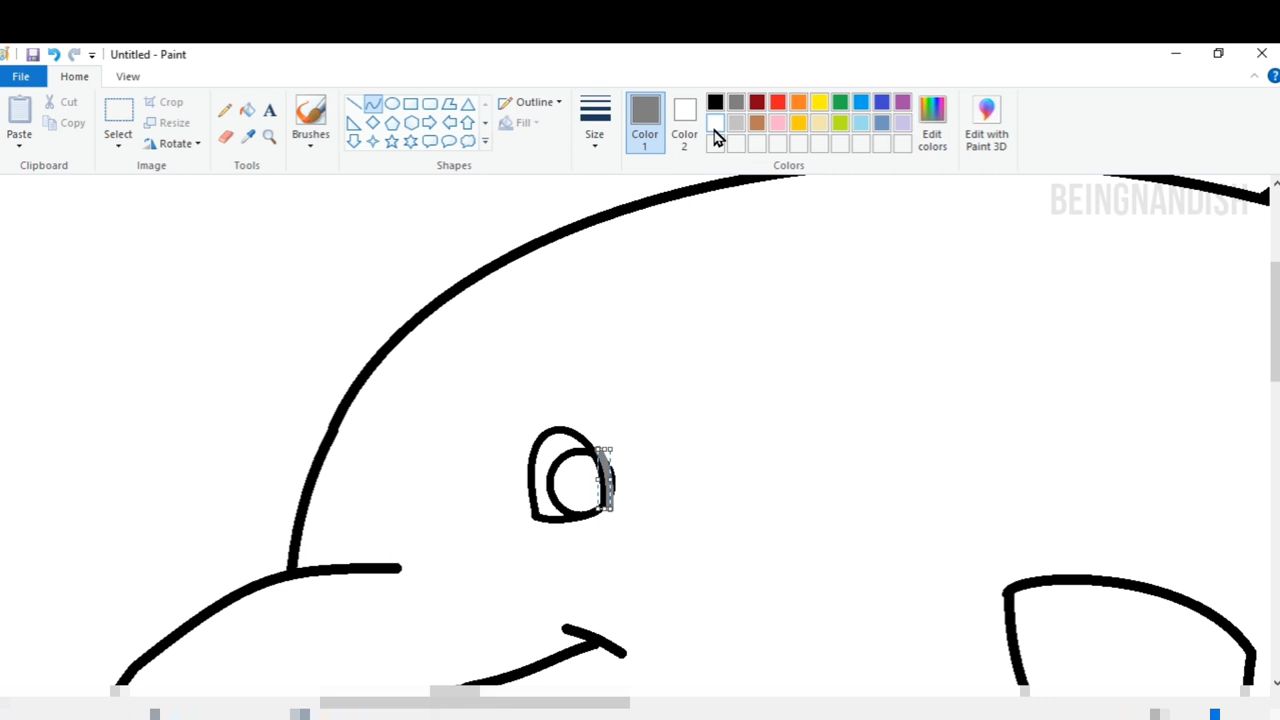 Untitled - Paint
File
Home
View
Paste
Cut
Copy
Clipboard
Select
Crop
Resize
Rotate
Image
Tools
Brushes
Outline
Fill
Shapes
Size
Color
1
Color
2
Colors
Edit
colors
Edit with
Paint 3D
BEINGNANDISH